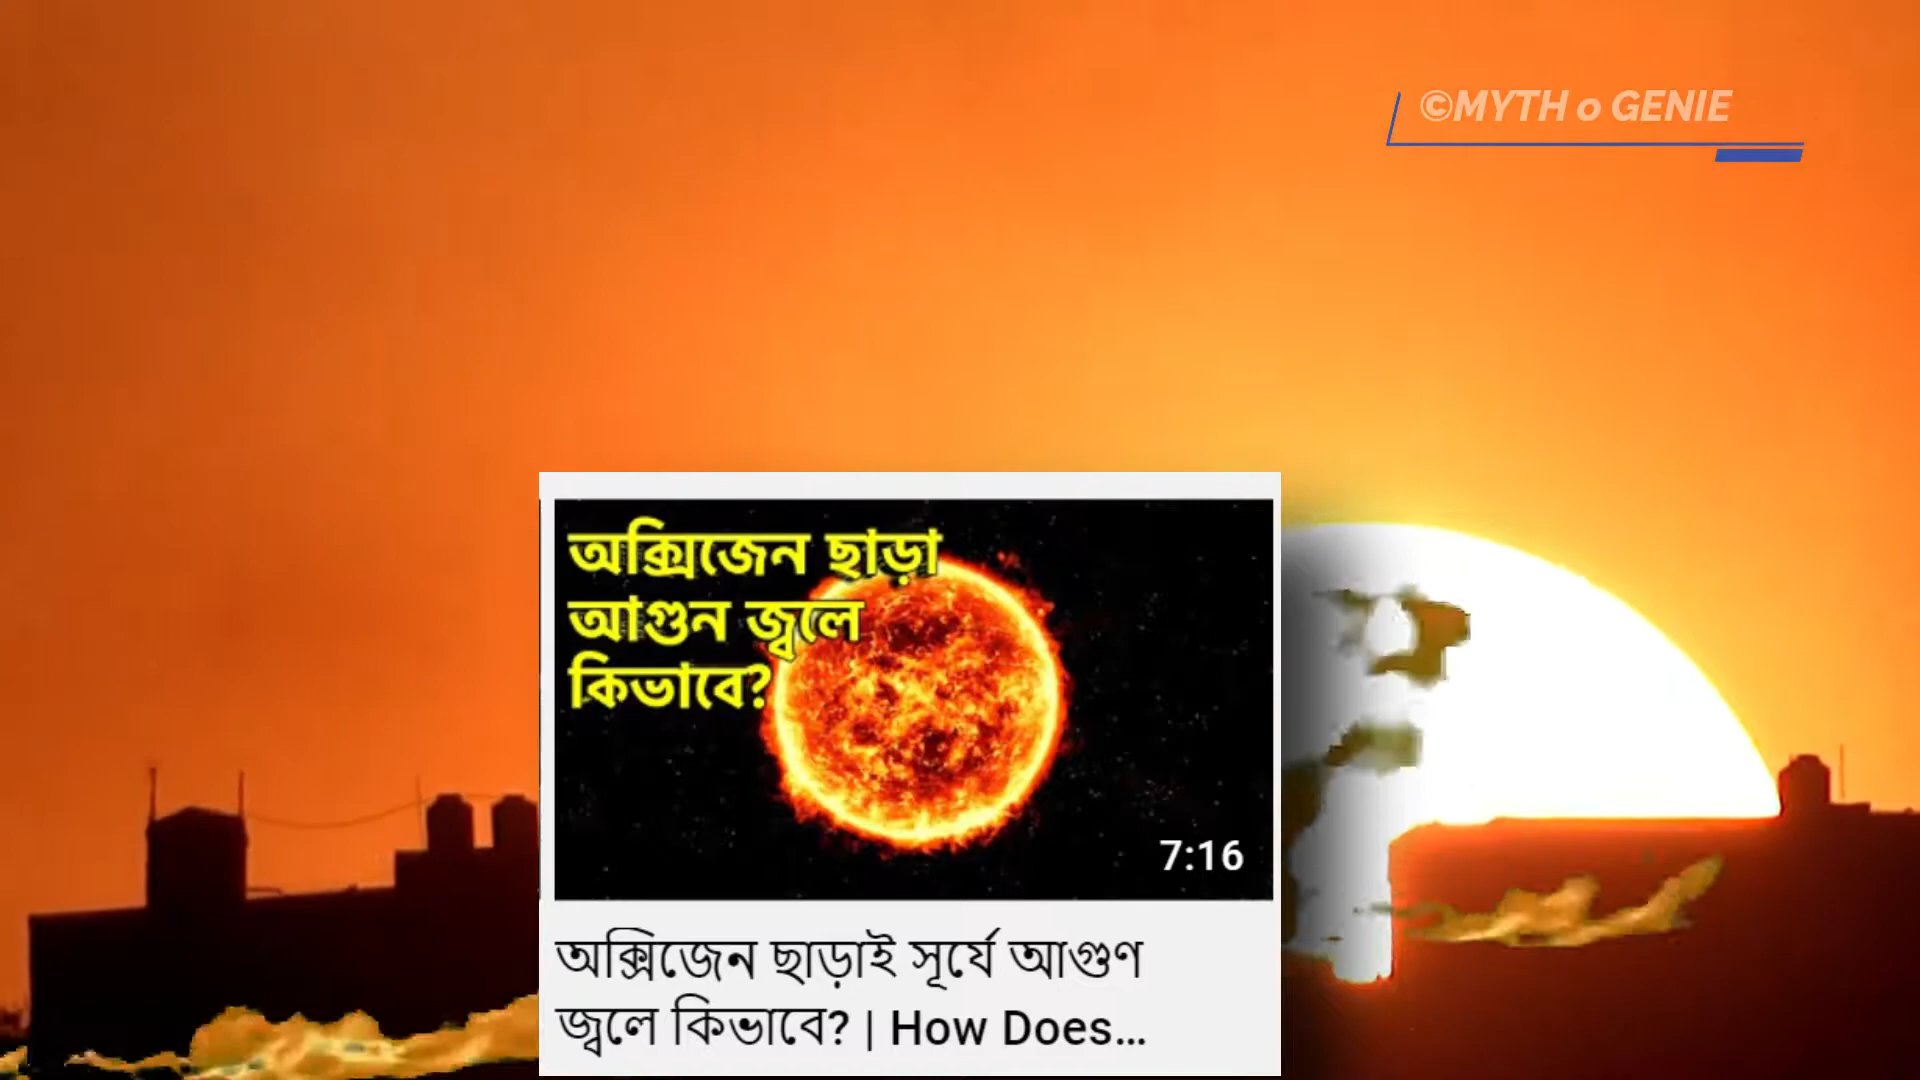 ©MYTH o GENIE
অক্সিজেন ছাড়া
আগুন জ্বলে
কিভাবে?
7:16
অক্সিজেন ছাড়াই সূর্যে আগুণ
জ্বলে কিভাবে? | How Does...